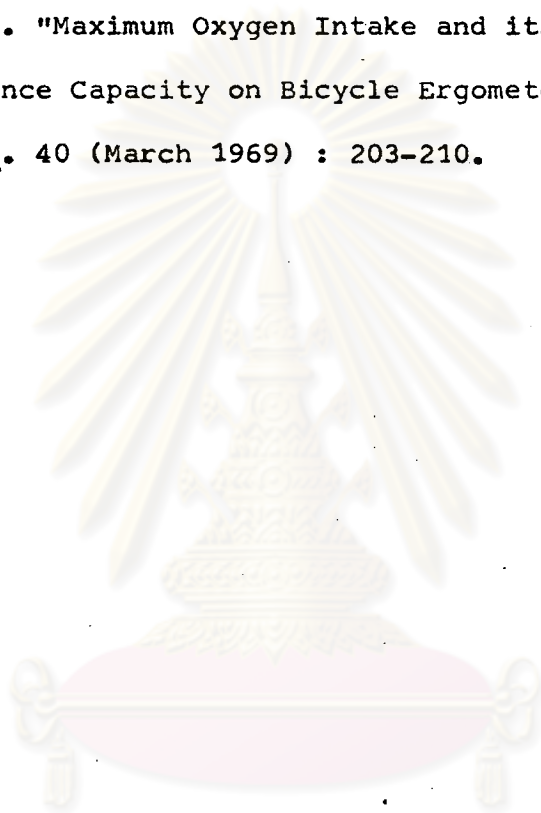 . "Maximum Oxygen Intake and it
nce Capacity on Bicycle Ergomet
. 40 (March 1969) : 203-210.